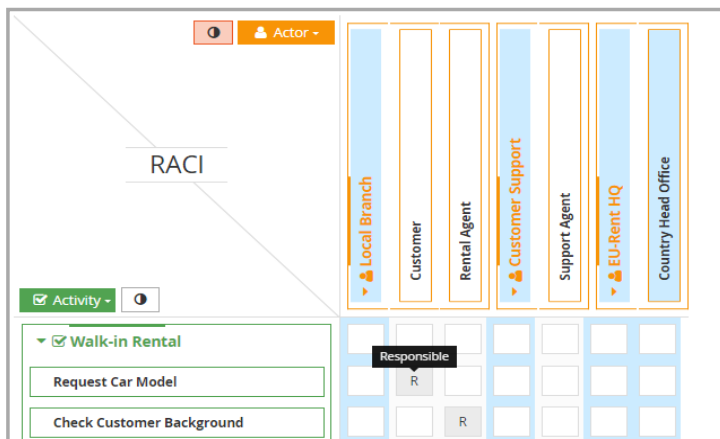 Actor
RACI
Activity
Local Branch
Customer
Rental Agent
Customer Support
Support Agent
EU-Rent HQ
Country Head Office
Walk-in Rental
Responsible
Request Car Model
R
Check Customer Background
R